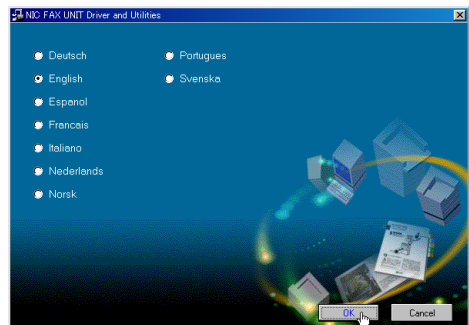 NIC FAX UNIT Driver and Utilities
Deutsch
English
Espanol
Francais
Italiano
Nederlands
Norsk
Portugues
Svenska
OK
Cancel